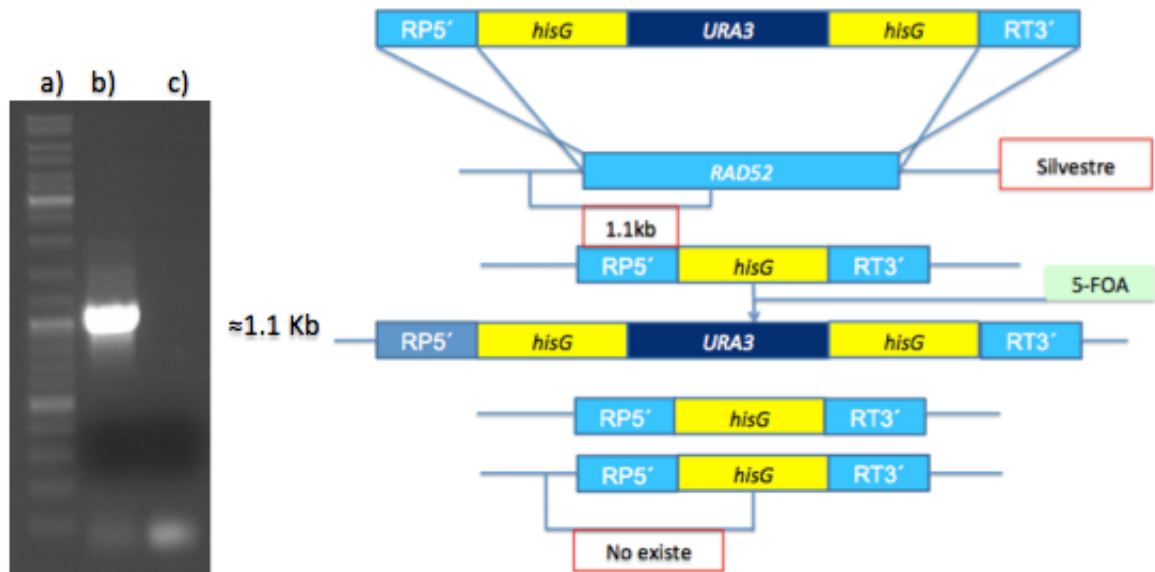 a) b) c)
≈1.1 Kb
RP5´ hisG URA3 hisG RT3´
RAD52
Silvestre
1.1kb
RP5´ hisG RT3´
5-FOA
RP5´ hisG URA3 hisG RT3´
RP5´ hisG RT3´
RP5´ hisG RT3´
No existe